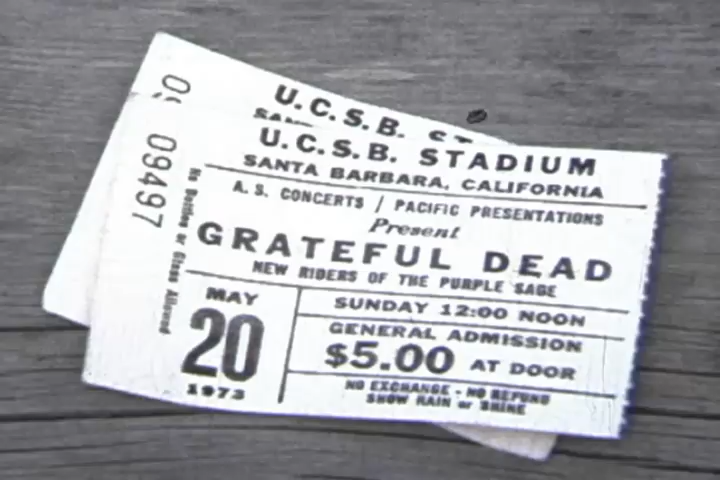 U.C.S.B. ST
SAN
U.C.S.B. STADIUM
SANTA BARBARA, CALIFORNIA
A. S. CONCERTS / PACIFIC PRESENTATIONS
Present
GRATEFUL DEAD
NEW RIDERS OF THE PURPLE SAGE
MAY
20
1973
SUNDAY 12:00 NOON
GENERAL ADMISSION
$5.00 AT DOOR
NO EXCHANGE - NO REFUND
SHOW RAIN or SHINE
09497
No Bottles or Glass Allowed